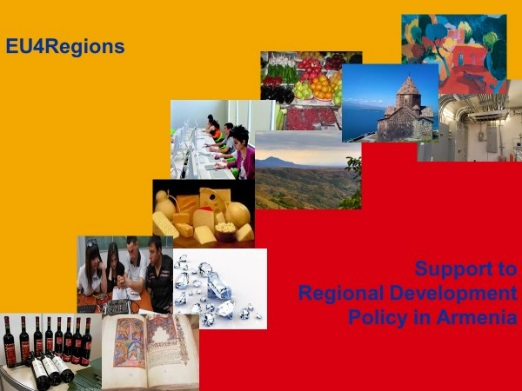 EU4Regions
Support to
Regional Development
Policy in Armenia